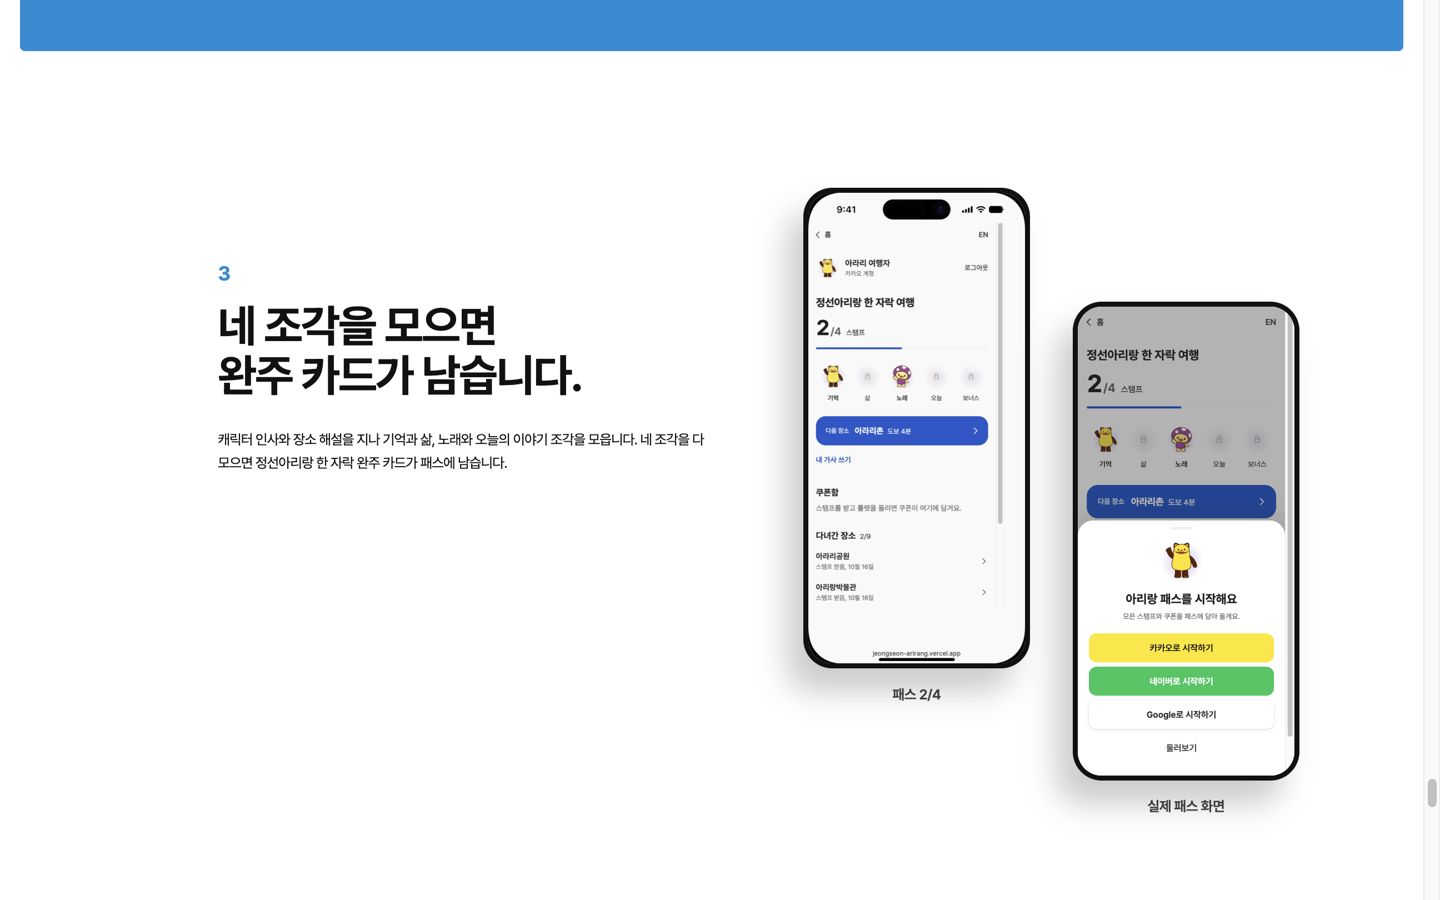 3
네 조각을 모으면
완주 카드가 남습니다.
캐릭터 인사와 장소 해설을 지나 기억과 삶, 노래와 오늘의 이야기 조각을 모읍니다. 네 조각을 다
모으면 정선아리랑 한 자락 완주 카드가 패스에 남습니다.
9:41
홈
EN
아라리 여행자
카카오 계정
로그아웃
정선아리랑 한 자락 여행
2/4 스탬프
기억 삶 노래 오늘 보너스
다음 장소 아라리촌 도보 4분
내 가사 쓰기
쿠폰함
스탬프를 받고 룰렛을 돌리면 쿠폰이 여기에 담겨요.
다녀간 장소 2/9
아라리공원
스탬프 받음, 10월 16일
아리랑박물관
스탬프 받음, 10월 16일
jeongseon-arirang.vercel.app
패스 2/4
홈
EN
정선아리랑 한 자락 여행
2/4 스탬프
기억 삶 노래 오늘 보너스
다음 장소 아라리촌 도보 4분
아리랑 패스를 시작해요
모은 스탬프와 쿠폰을 패스에 담아 둘게요.
카카오로 시작하기
네이버로 시작하기
Google로 시작하기
둘러보기
실제 패스 화면